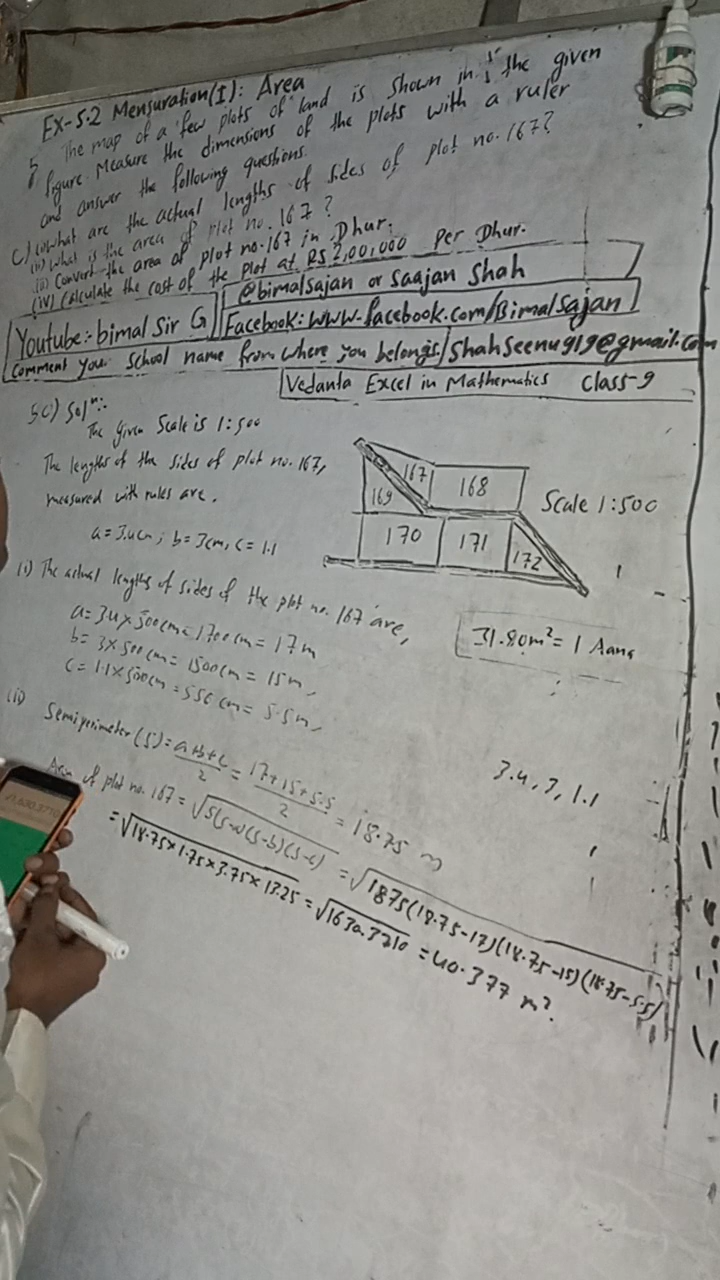 EX-5.2 Mensuration(I): Area
5. The map of a few plots of land is shown in the given
figure. Measure the dimensions of the plots with a ruler
and answer the following questions.
c) (i) What are the actual lengths of sides of plot no. 167?
(ii) What is the area of plot no. 167?
(iii) Convert the area of plot no. 167 in Dhur.
(iv) Calculate the cost of the plot at RS 2,00,000 per Dhur.
@bimalsajan or Saajan Shah
Youtube:- bimal Sir G
Facebook: www.facebook.com/Bimalsajan
Comment your school name from where you belongs/Shahseenu919@gmail.com
Vedanta Excel in Mathematics Class-9
5c) Solⁿ:
The given Scale is 1:500
The lengths of the sides of plot no. 167,
measured with rules are,
a = 3.4cm, b = 3cm, c = 1.1
167
168
169
170
171
172
Scale 1:500
(i) The actual lengths of sides of the plot no. 167 are,
a = 3.4 x 500cm = 1700cm = 17m
b = 3 x 500cm = 1500cm = 15m,
c = 1.1 x 500cm = 550cm = 5.5m,
31.80m² = 1 Aana
(ii) Semi perimeter (S) = a+b+c/2 = 17+15+5.5/2 = 18.75 m
3.4, 3, 1.1
Area of plot no. 167 = √S(s-a)(s-b)(s-c) = √18.75(18.75-17)(18.75-15)(18.75-5.5)
= √18.75×1.75×3.75×13.25 = √1630.3710 = 40.377 m².